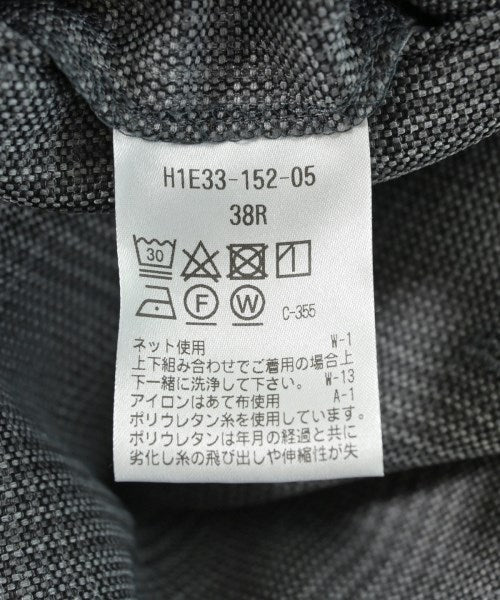 H1E33-152-05
38R
30
F W C-355
ネット使用 W-1
上下組み合わせでご着用の場合上
下一緒に洗浄して下さい。 W-13
アイロンはあて布使用 A-1
ポリウレタン糸を使用しています。
ポリウレタンは年月の経過と共に
劣化し糸の飛び出しや伸縮性が失